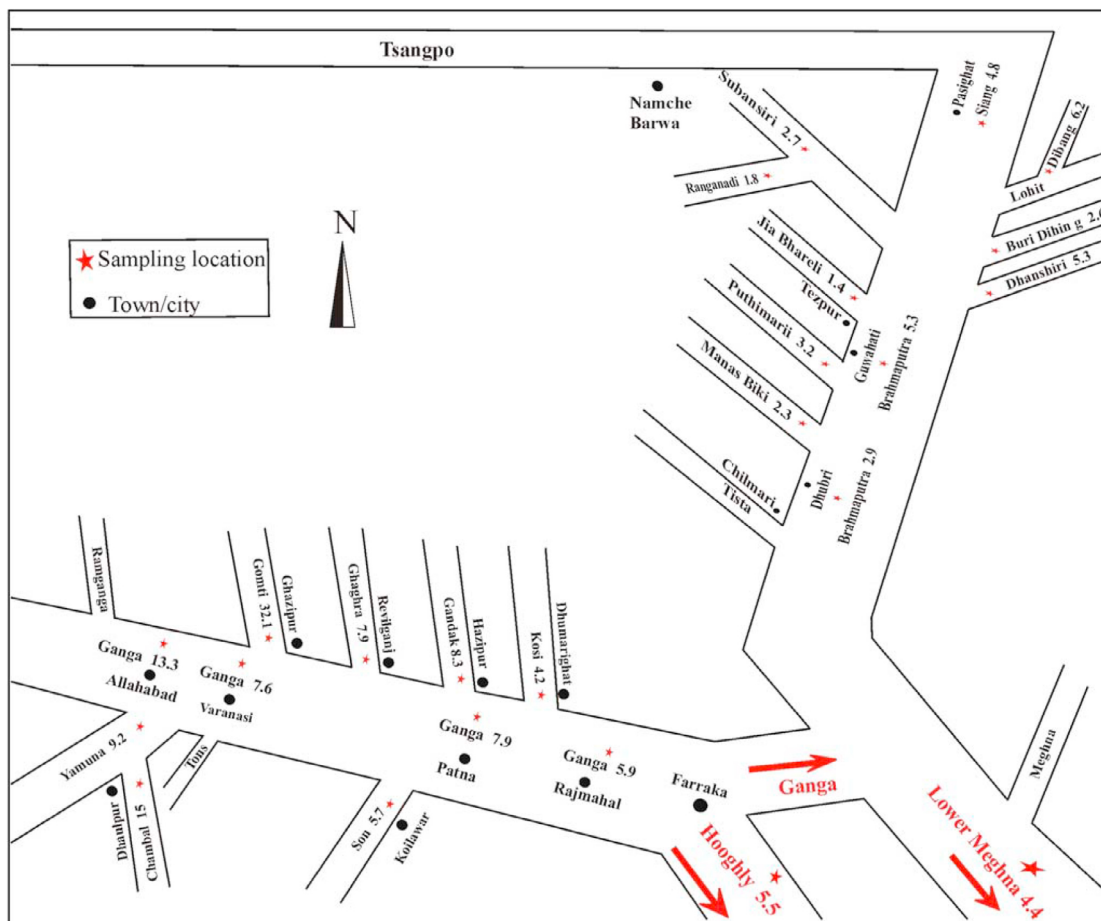 Tsangpo
Namche
Barwa
Subansiri 2.7
Ranganadi 1.8
Pasighat
Siang 4.8
Dibang 6.2
Lohit
Buri Dihin g 2.6
Dhanshiri 5.3
N
Sampling location
Town/city
Jia Bhareli 1.4
Tezpur
Puthimarii 3.2
Guwahati
Brahmaputra 5.3
Manas Biki 2.3
Chilmari
Tista
Dhubri
Brahmaputra 2.9
Ramganga
Gomti 32.1
Ghazipur
Ghaghra 7.9
Revilganj
Gandak 8.3
Hazipur
Kosi 4.2
Dhumarighat
Ganga 13.3
Allahabad
Ganga 7.6
Varanasi
Yamuna 9.2
Dhaulpur
Chambal 15
Tons
Ganga 7.9
Patna
Son 5.7
Koilawar
Ganga 5.9
Rajmahal
Farraka
Ganga
Hooghly 5.5
Meghna
Lower Meghna 4.4